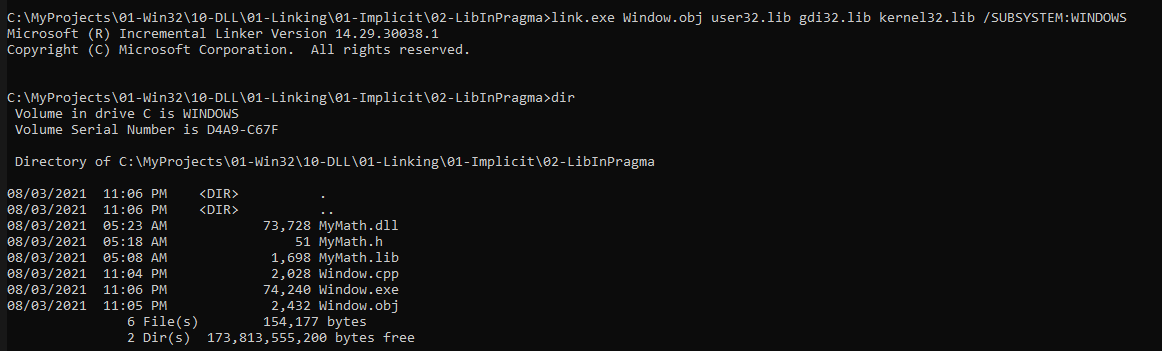 C:\MyProjects\01-Win32\10-DLL\01-Linking\01-Implicit\02-LibInPragma>link.exe Window.obj user32.lib gdi32.lib kernel32.lib /SUBSYSTEM:WINDOWS
Microsoft (R) Incremental Linker Version 14.29.30038.1
Copyright (C) Microsoft Corporation.  All rights reserved.
C:\MyProjects\01-Win32\10-DLL\01-Linking\01-Implicit\02-LibInPragma>dir
 Volume in drive C is WINDOWS
 Volume Serial Number is D4A9-C67F
 Directory of C:\MyProjects\01-Win32\10-DLL\01-Linking\01-Implicit\02-LibInPragma
08/03/2021  11:06 PM    <DIR>          .
08/03/2021  11:06 PM    <DIR>          ..
08/03/2021  05:23 AM            73,728 MyMath.dll
08/03/2021  05:18 AM                51 MyMath.h
08/03/2021  05:08 AM             1,698 MyMath.lib
08/03/2021  11:04 PM             2,028 Window.cpp
08/03/2021  11:06 PM            74,240 Window.exe
08/03/2021  11:05 PM             2,432 Window.obj
               6 File(s)        154,177 bytes
               2 Dir(s)  173,813,555,200 bytes free